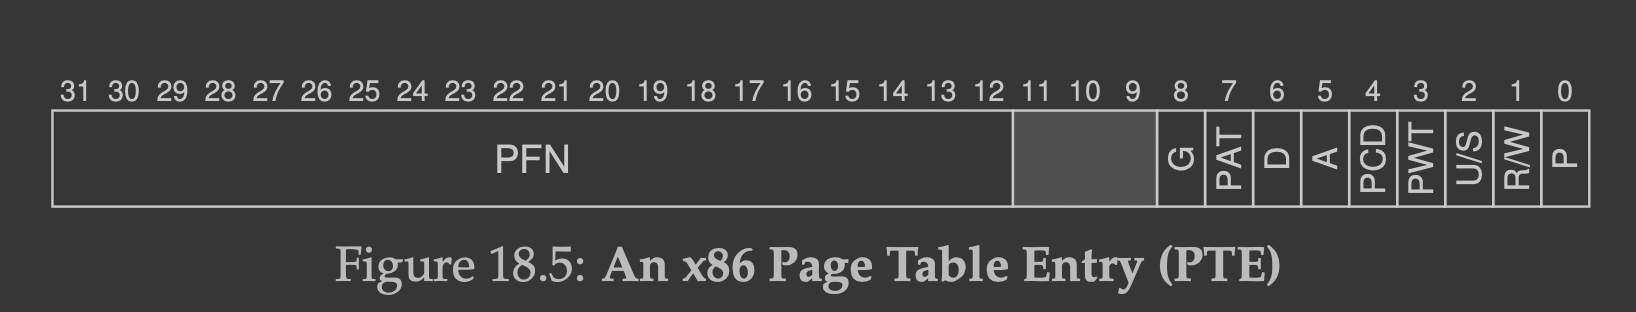 31 30 29 28 27 26 25 24 23 22 21 20 19 18 17 16 15 14 13 12 11 10 9 8 7 6 5 4 3 2 1 0
PFN G PAT D A PCD PWT U/S R/W P
Figure 18.5: An x86 Page Table Entry (PTE)